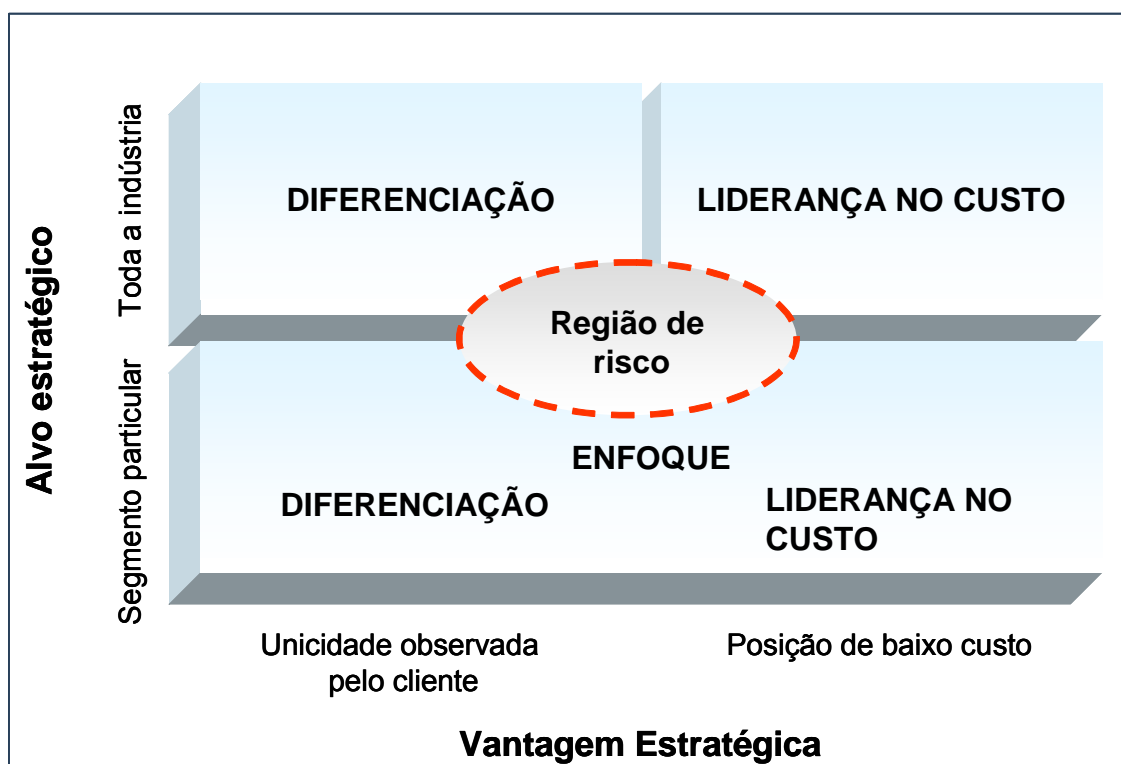 Alvo estratégico
Toda a indústria
Segmento particular
DIFERENCIAÇÃO
LIDERANÇA NO CUSTO
Região de
risco
ENFOQUE
DIFERENCIAÇÃO
LIDERANÇA NO
CUSTO
Unicidade observada
pelo cliente
Posição de baixo custo
Vantagem Estratégica